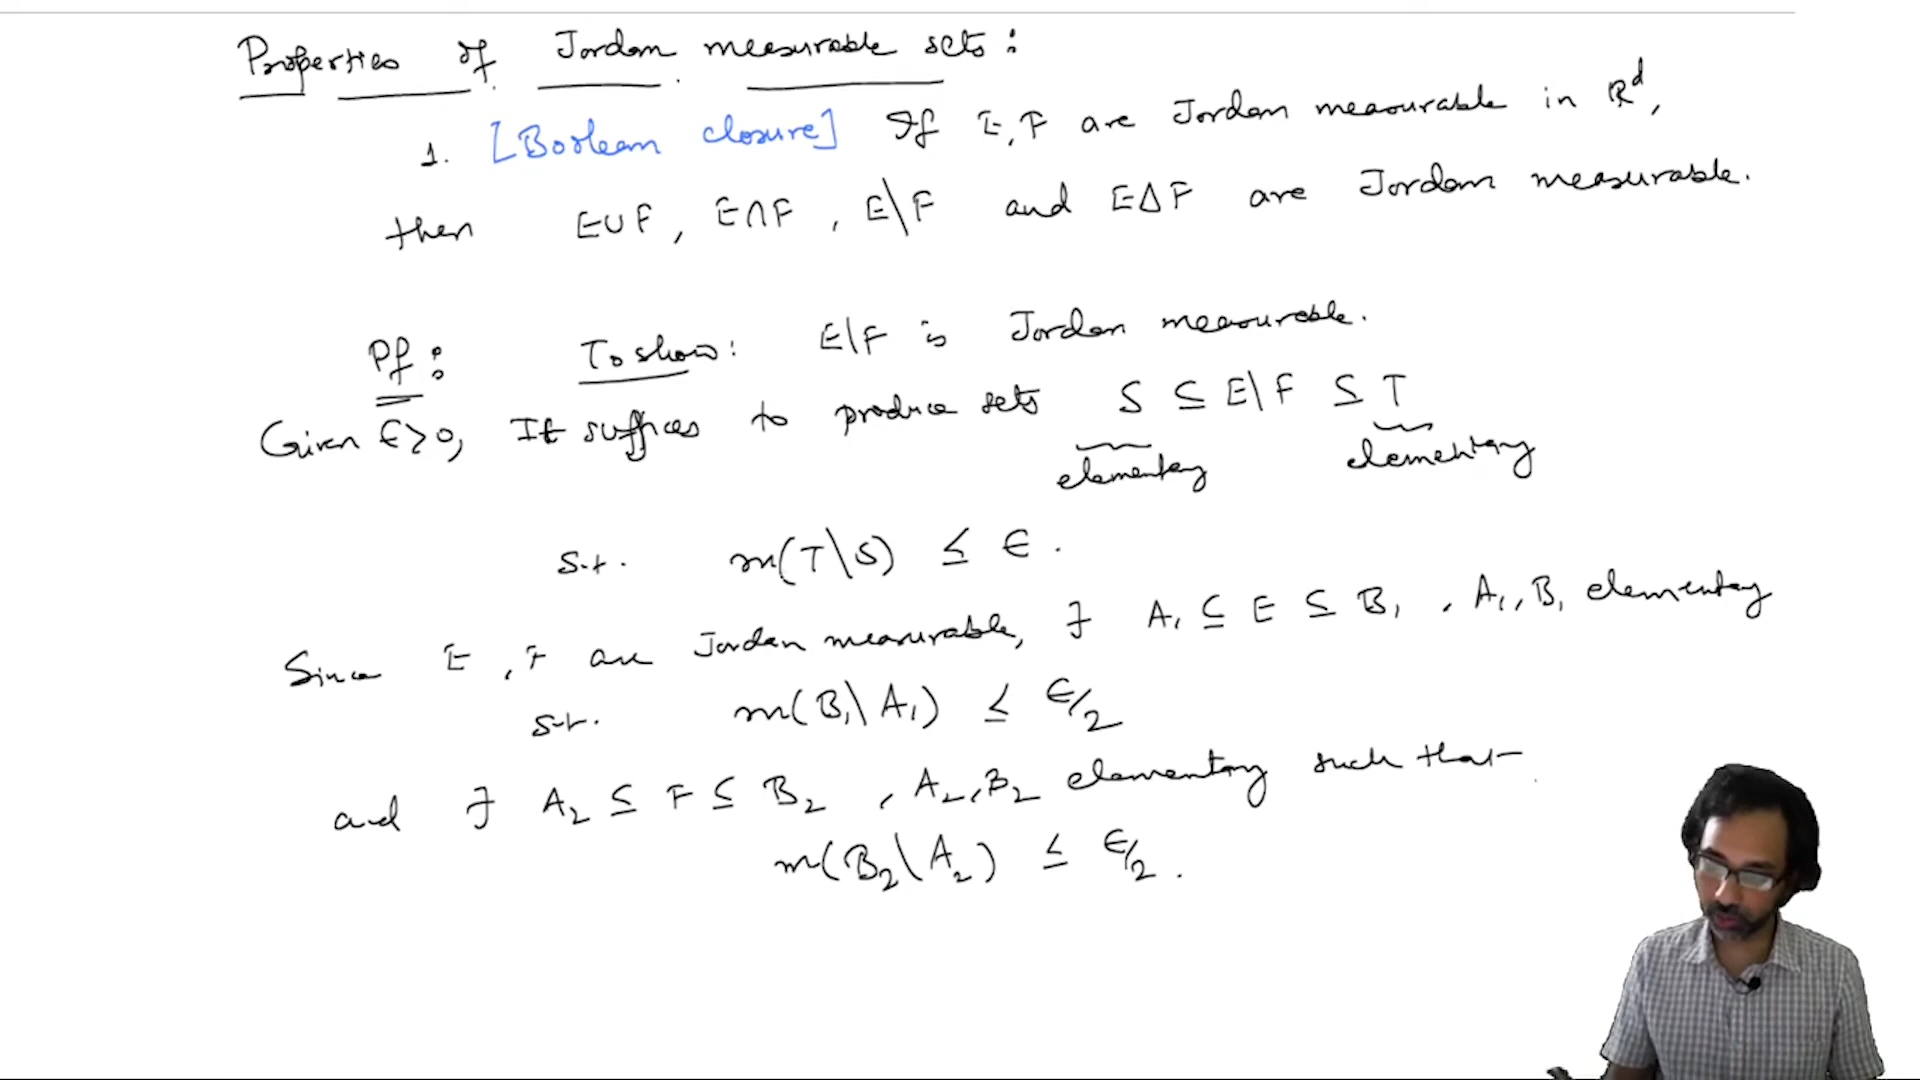 Properties of Jordan measurable sets:
1. [Boolean closure] If E, F are Jordan measurable in ℝᵈ,
then E∪F, E∩F, E\F and EΔF are Jordan measurable.
Pf: To show: E\F is Jordan measurable.
Given ε>0, It suffices to produce sets S ⊆ E\F ⊆ T
elementary elementary
s.t. m(T\S) ≤ ε.
Since E, F are Jordan measurable, ∃ A₁ ⊆ E ⊆ B₁, A₁, B₁ elementary
s.t. m(B₁\A₁) ≤ ε/2
and ∃ A₂ ⊆ F ⊆ B₂, A₂, B₂ elementary such that
m(B₂\A₂) ≤ ε/2.